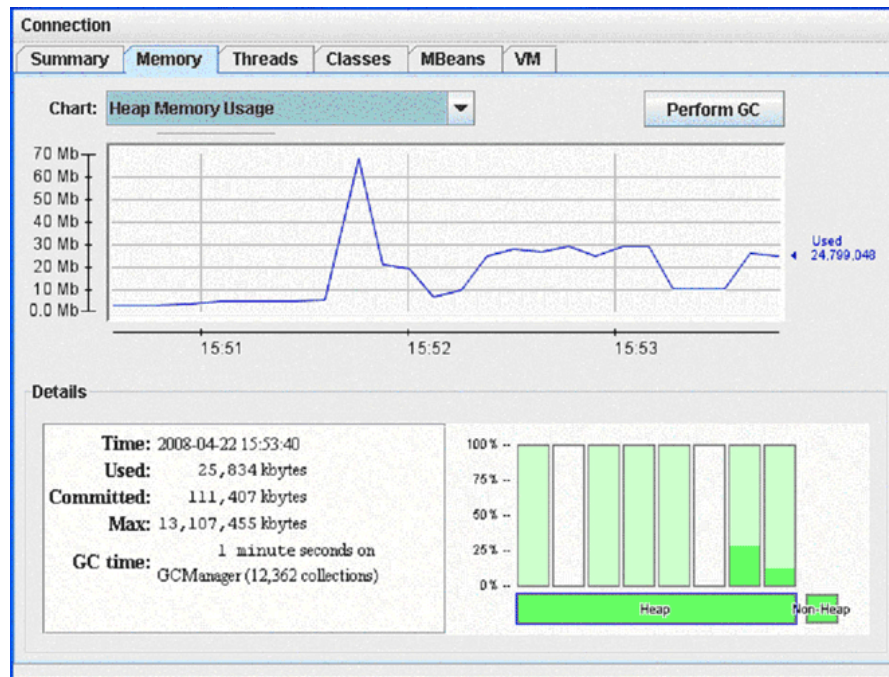 Connection
Summary Memory Threads Classes MBeans VM
Chart: Heap Memory Usage Perform GC
70 Mb
60 Mb
50 Mb
40 Mb
30 Mb
20 Mb
10 Mb
0.0 Mb
Used
24,799,048
15:51 15:52 15:53
Details
Time: 2008-04-22 15:53:40
Used: 25,834 kbytes
Committed: 111,407 kbytes
Max: 13,107,455 kbytes
GC time: 1 minute seconds on
GCManager (12,362 collections)
100% --
75% --
50% --
25% --
0% --
Heap Non-Heap